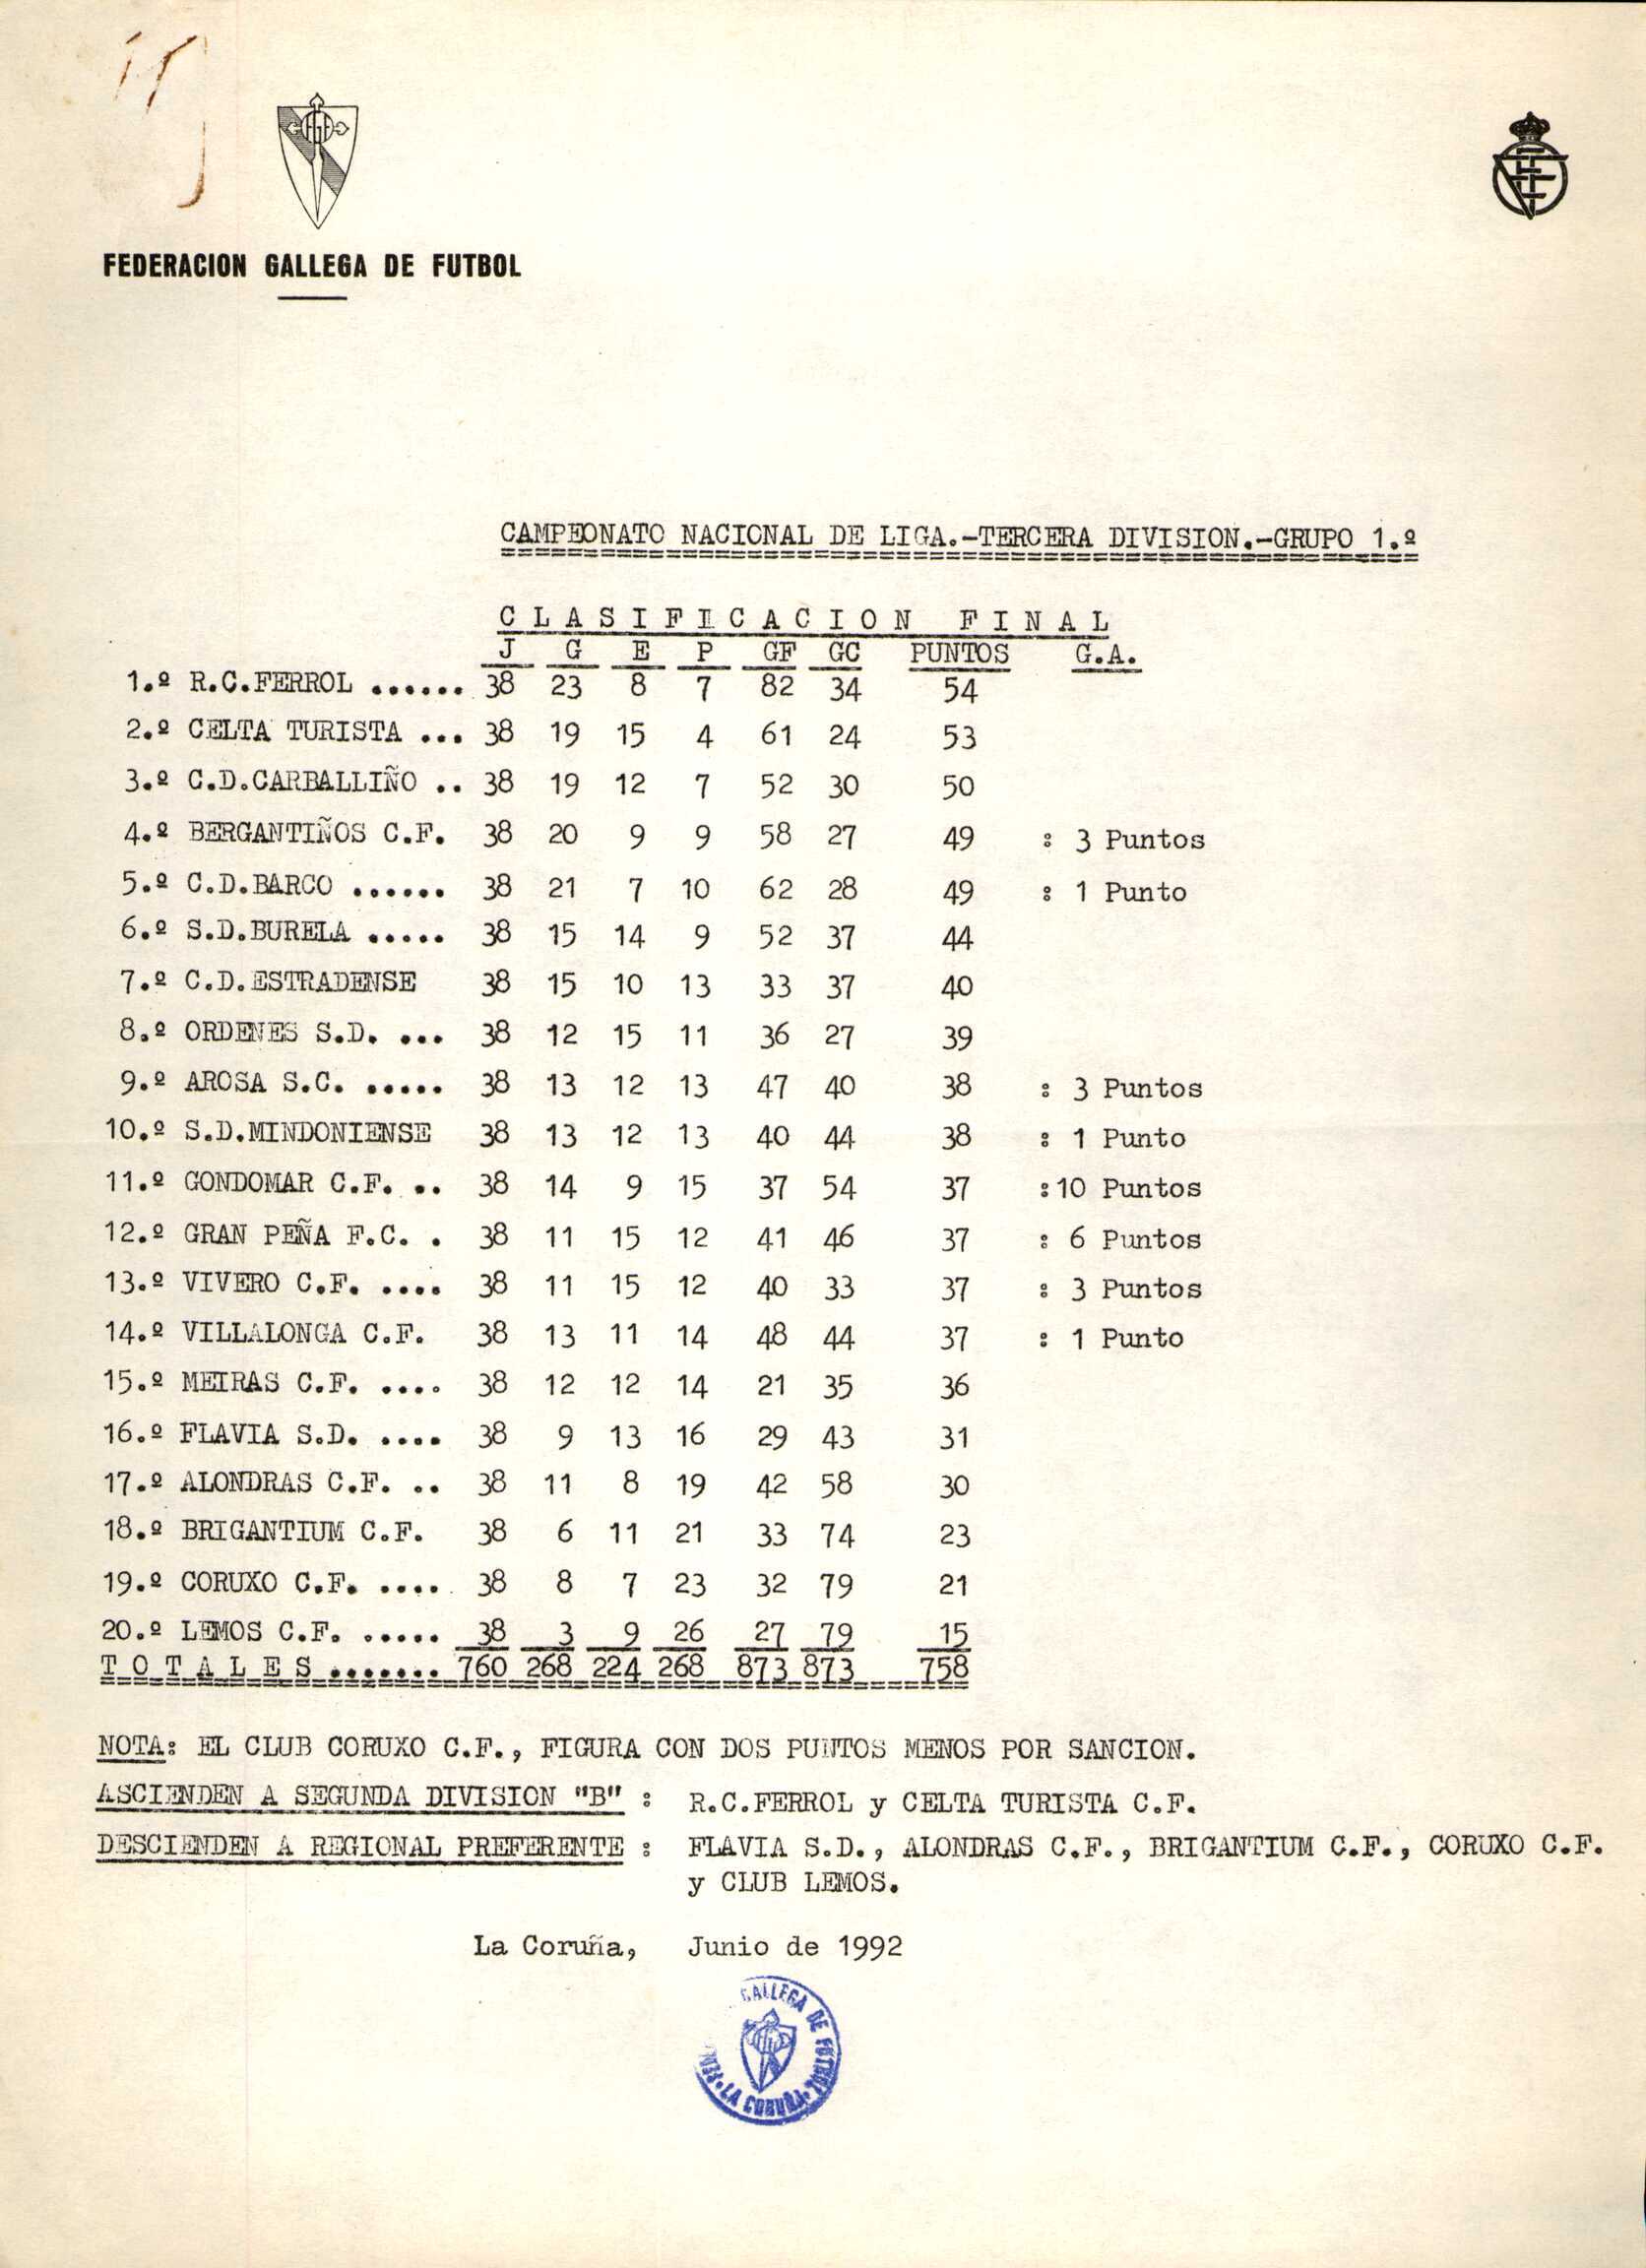 FEDERACION GALLEGA DE FUTBOL
CAMPEONATO NACIONAL DE LIGA.-TERCERA DIVISION.-GRUPO 1.º
CLASIFICACION FINAL
J G E P GF GC PUNTOS G.A.
1.º R.C.FERROL ...... 38 23 8 7 82 34 54
2.º CELTA TURISTA ... 38 19 15 4 61 24 53
3.º C.D.CARBALLIÑO .. 38 19 12 7 52 30 50
4.º BERGANTIÑOS C.F. 38 20 9 9 58 27 49 : 3 Puntos
5.º C.D.BARCO ...... 38 21 7 10 62 28 49 : 1 Punto
6.º S.D.BURELA ..... 38 15 14 9 52 37 44
7.º C.D.ESTRADENSE 38 15 10 13 33 37 40
8.º ORDENES S.D. ... 38 12 15 11 36 27 39
9.º AROSA S.C. ..... 38 13 12 13 47 40 38 : 3 Puntos
10.º S.D.MINDONIENSE 38 13 12 13 40 44 38 : 1 Punto
11.º GONDOMAR C.F. .. 38 14 9 15 37 54 37 :10 Puntos
12.º GRAN PEÑA F.C. . 38 11 15 12 41 46 37 : 6 Puntos
13.º VIVERO C.F. .... 38 11 15 12 40 33 37 : 3 Puntos
14.º VILLALONGA C.F. 38 13 11 14 48 44 37 : 1 Punto
15.º MEIRAS C.F. .... 38 12 12 14 21 35 36
16.º FLAVIA S.D. .... 38 9 13 16 29 43 31
17.º ALONDRAS C.F. .. 38 11 8 19 42 58 30
18.º BRIGANTIUM C.F. 38 6 11 21 33 74 23
19.º CORUXO C.F. .... 38 8 7 23 32 79 21
20.º LEMOS C.F. ..... 38 3 9 26 27 79 15
TOTALES ....... 760 268 224 268 873 873 758
NOTA: EL CLUB CORUXO C.F., FIGURA CON DOS PUNTOS MENOS POR SANCION.
ASCIENDEN A SEGUNDA DIVISION "B" : R.C.FERROL y CELTA TURISTA C.F.
DESCIENDEN A REGIONAL PREFERENTE : FLAVIA S.D., ALONDRAS C.F., BRIGANTIUM C.F., CORUXO C.F.
y CLUB LEMOS.
La Coruña, Junio de 1992
GALLEGA DE FUTBOL
LA CORUÑA